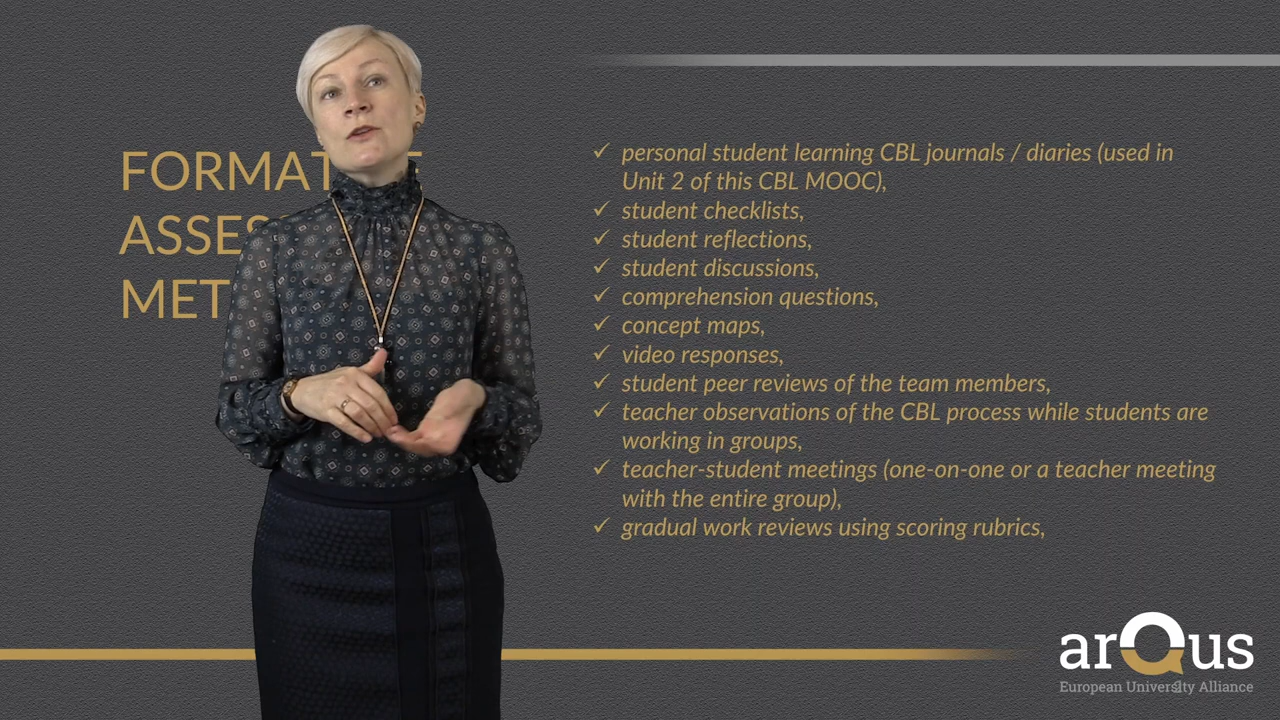 FORMAT
ASSES
MET
✓ personal student learning CBL journals / diaries (used in
Unit 2 of this CBL MOOC),
✓ student checklists,
✓ student reflections,
✓ student discussions,
✓ comprehension questions,
✓ concept maps,
✓ video responses,
✓ student peer reviews of the team members,
✓ teacher observations of the CBL process while students are
working in groups,
✓ teacher-student meetings (one-on-one or a teacher meeting
with the entire group),
✓ gradual work reviews using scoring rubrics,
arQus
European University Alliance